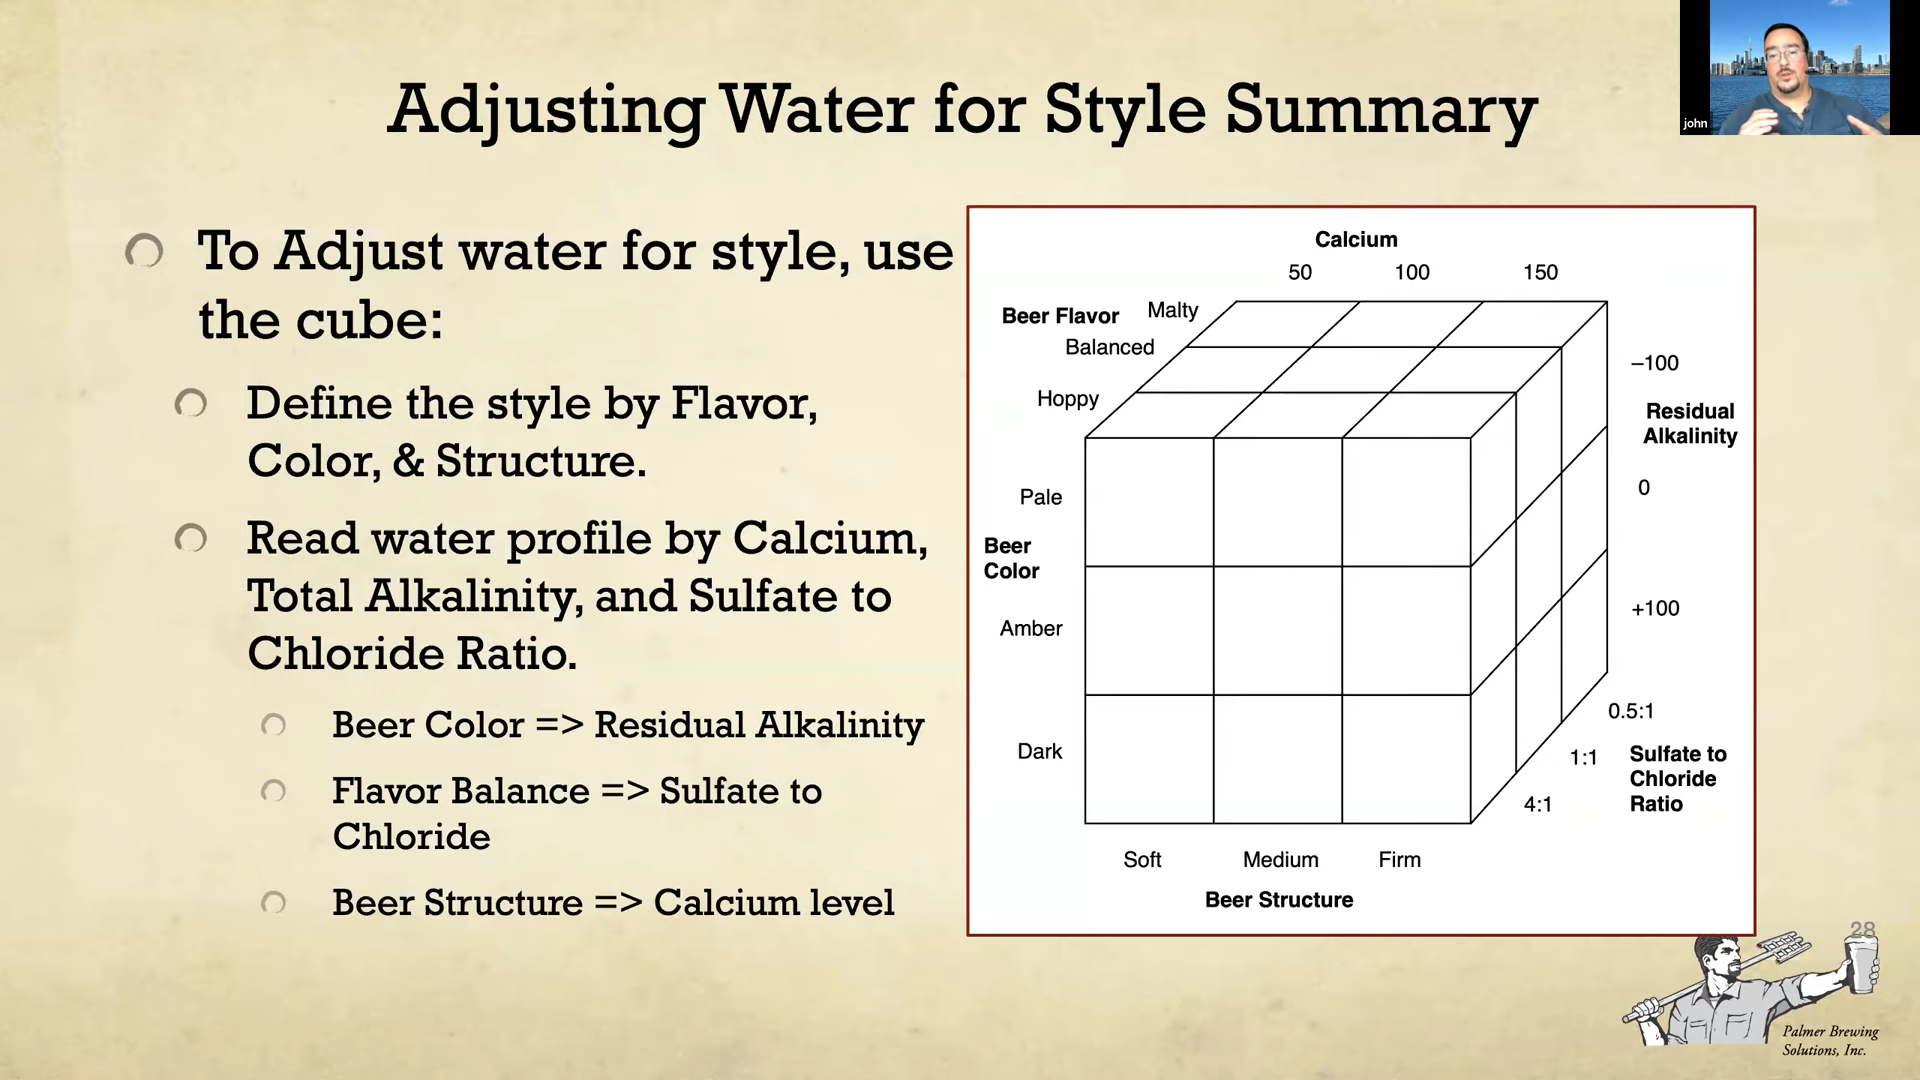 Adjusting Water for Style Summary
john
To Adjust water for style, use
the cube:
Define the style by Flavor,
Color, & Structure.
Read water profile by Calcium,
Total Alkalinity, and Sulfate to
Chloride Ratio.
Beer Color => Residual Alkalinity
Flavor Balance => Sulfate to
Chloride
Beer Structure => Calcium level
Calcium
50 100 150
Beer Flavor Malty
Balanced
Hoppy
–100
Residual
Alkalinity
0
+100
Pale
Beer
Color
Amber
Dark
0.5:1
1:1
4:1
Sulfate to
Chloride
Ratio
Soft Medium Firm
Beer Structure
28
Palmer Brewing
Solutions, Inc.